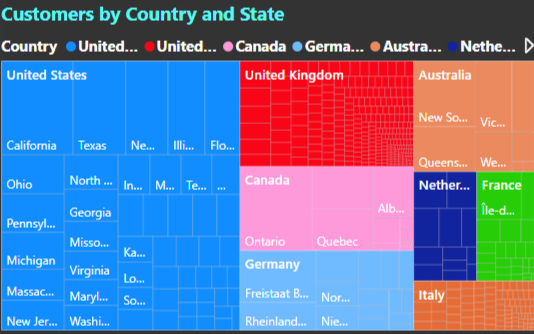 Customers by Country and State
Country United... United... Canada Germa... Austra... Nethe...
United States
California Texas Ne... Illi... Flo...
Ohio North ... In... M... Te... ...
Pennsyl... Georgia
Michigan Misso... Ka...
Massac... Virginia Lo...
New Jer... Maryl... So...
Washi...
United Kingdom
Canada
Ontario Quebec Alb...
Germany
Freistaat B... Nor...
Rheinland... Nie...
Australia
New So... Vic...
Queens... We...
Nether...
France
Île-d...
Italy